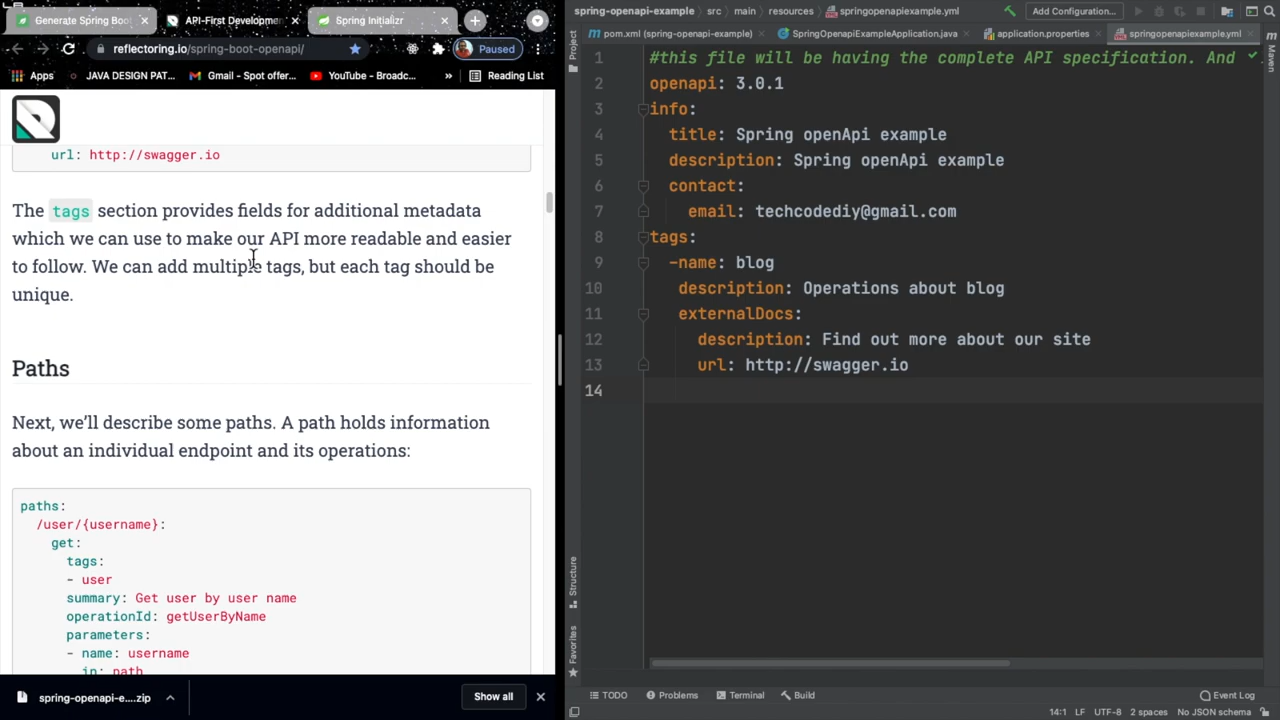 Generate Spring Boot
API-First Developmen
Spring Initializr
reflectoring.io/spring-boot-openapi/
Paused
Apps
JAVA DESIGN PAT...
Gmail - Spot offer...
YouTube - Broadc...
»
Reading List
url: http://swagger.io
The tags section provides fields for additional metadata
which we can use to make our API more readable and easier
to follow. We can add multiple tags, but each tag should be
unique.
Paths
Next, we’ll describe some paths. A path holds information
about an individual endpoint and its operations:
paths:
/user/{username}:
get:
tags:
- user
summary: Get user by user name
operationId: getUserByName
parameters:
- name: username
in: path
spring-openapi-e....zip
Show all
spring-openapi-example › src › main › resources › springopenapiexample.yml
Add Configuration...
pom.xml (spring-openapi-example)
SpringOpenapiExampleApplication.java
application.properties
springopenapiexample.yml
Project
Maven
Structure
Favorites
1 #this file will be having the complete API specification. And
2 openapi: 3.0.1
3 info:
4 title: Spring openApi example
5 description: Spring openApi example
6 contact:
7 email: techcodediy@gmail.com
8 tags:
9 -name: blog
10 description: Operations about blog
11 externalDocs:
12 description: Find out more about our site
13 url: http://swagger.io
14
TODO
Problems
Terminal
Build
Event Log
14:1 LF UTF-8 2 spaces No JSON schema